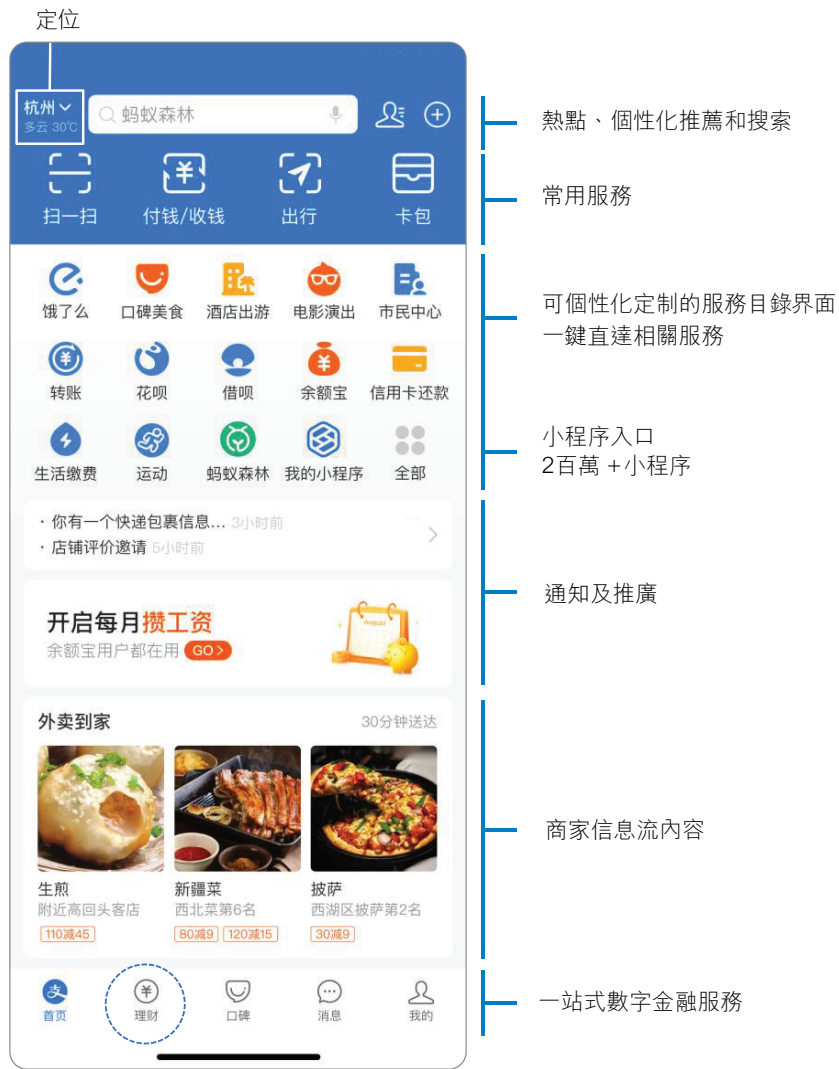 定位
杭州
多云 30℃
蚂蚁森林
熱點、個性化推薦和搜索
扫一扫
付钱/收钱
出行
卡包
常用服務
饿了么
口碑美食
酒店出游
电影演出
市民中心
可個性化定制的服務目錄界面
一鍵直達相關服務
转账
花呗
借呗
余额宝
信用卡还款
生活缴费
运动
蚂蚁森林
我的小程序
全部
小程序入口
2百萬 +小程序
· 你有一个快递包裹信息... 3小时前
· 店铺评价邀请 5小时前
通知及推廣
开启每月攒工资
余额宝用户都在用 GO >
August
外卖到家
30分钟送达
商家信息流內容
生煎
附近高回头客店
110减45
新疆菜
西北菜第6名
80减9 120减15
披萨
西湖区披萨第2名
30减9
支
首页
理财
口碑
消息
我的
一站式數字金融服務